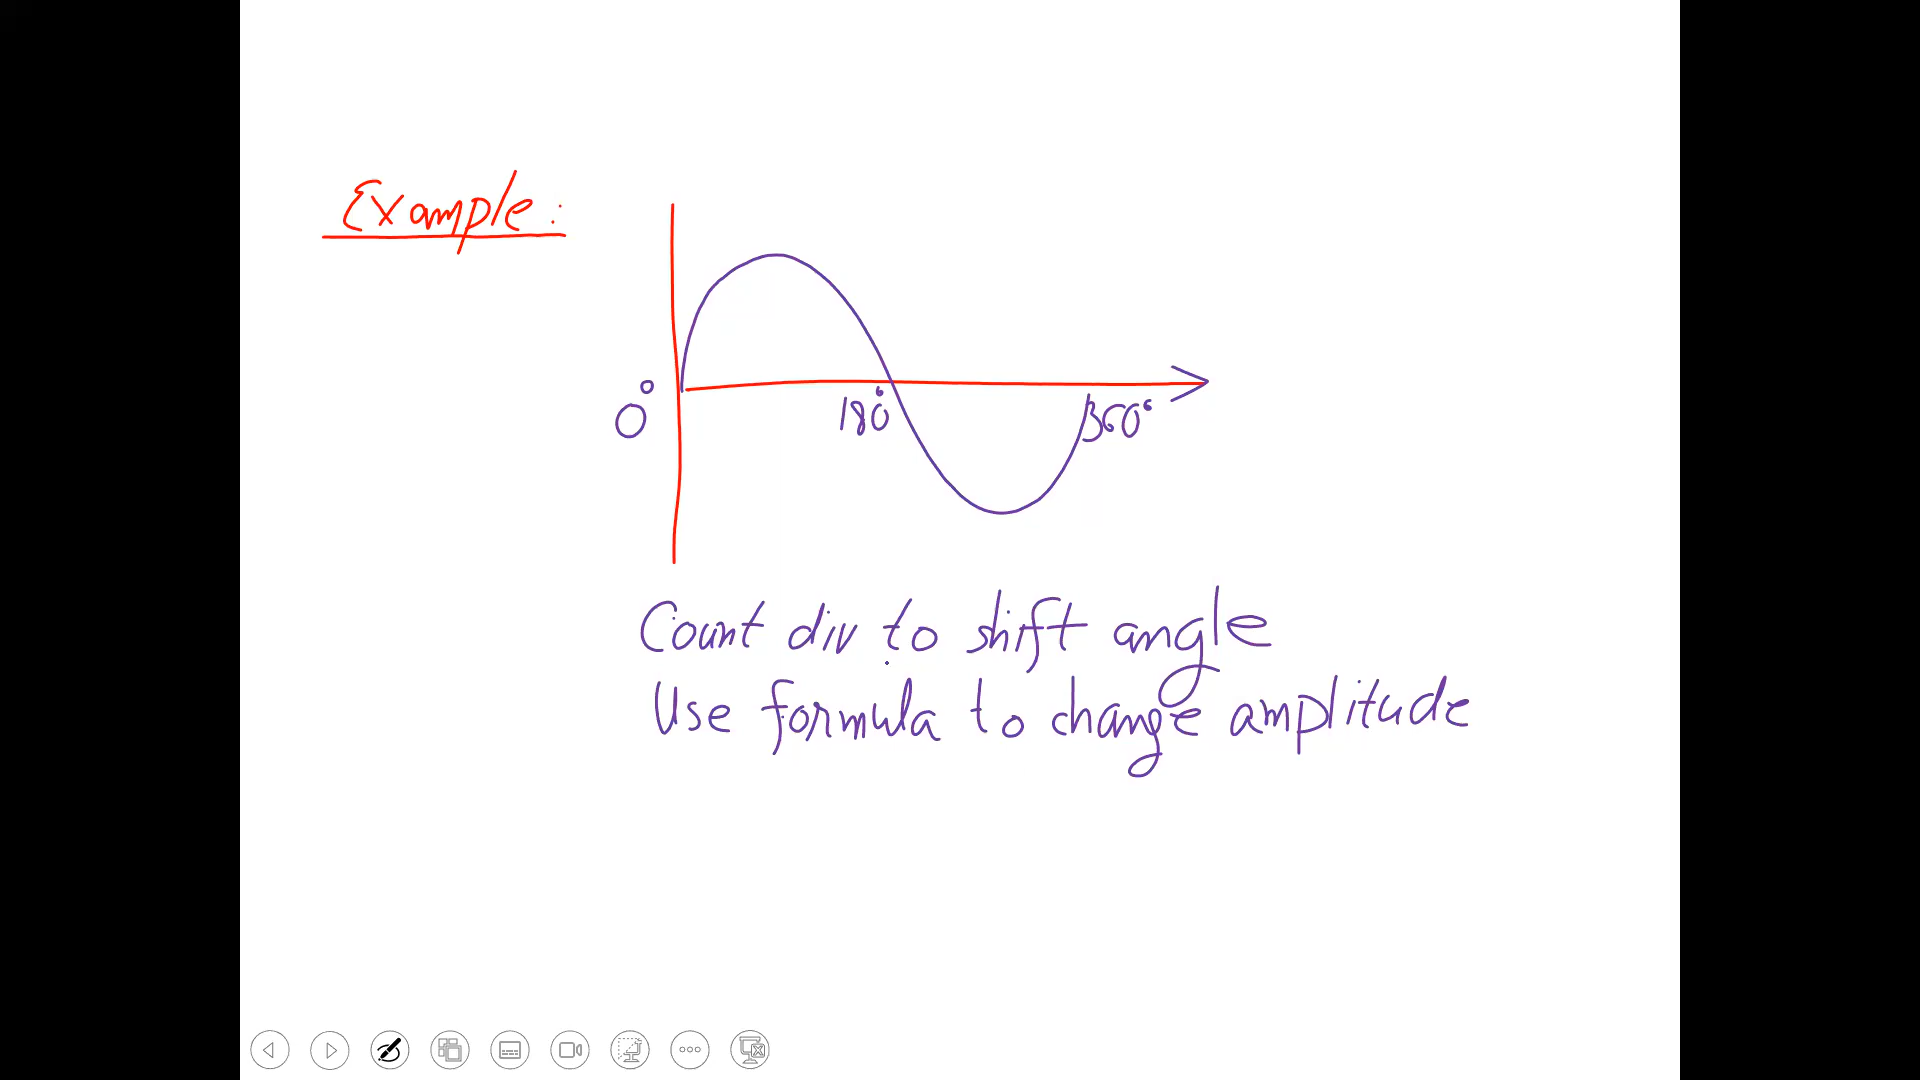 Example:
0°
180°
360°
Count div to shift angle
Use formula to change amplitude